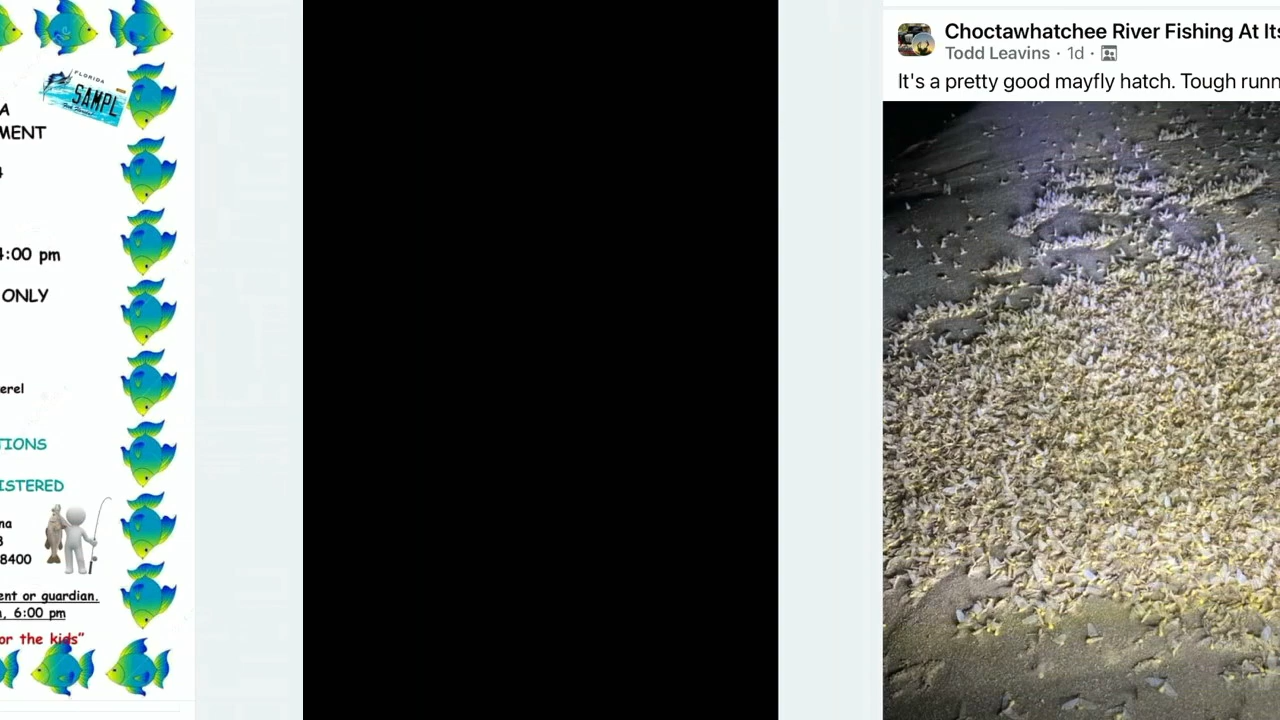 FLORIDA
SAMPL
A
MENT
4:00 pm
ONLY
erel
TIONS
ISTERED
na
8400
ent or guardian.
, 6:00 pm
or the kids”
Choctawhatchee River Fishing At Its
Todd Leavins · 1d ·
It's a pretty good mayfly hatch. Tough runn